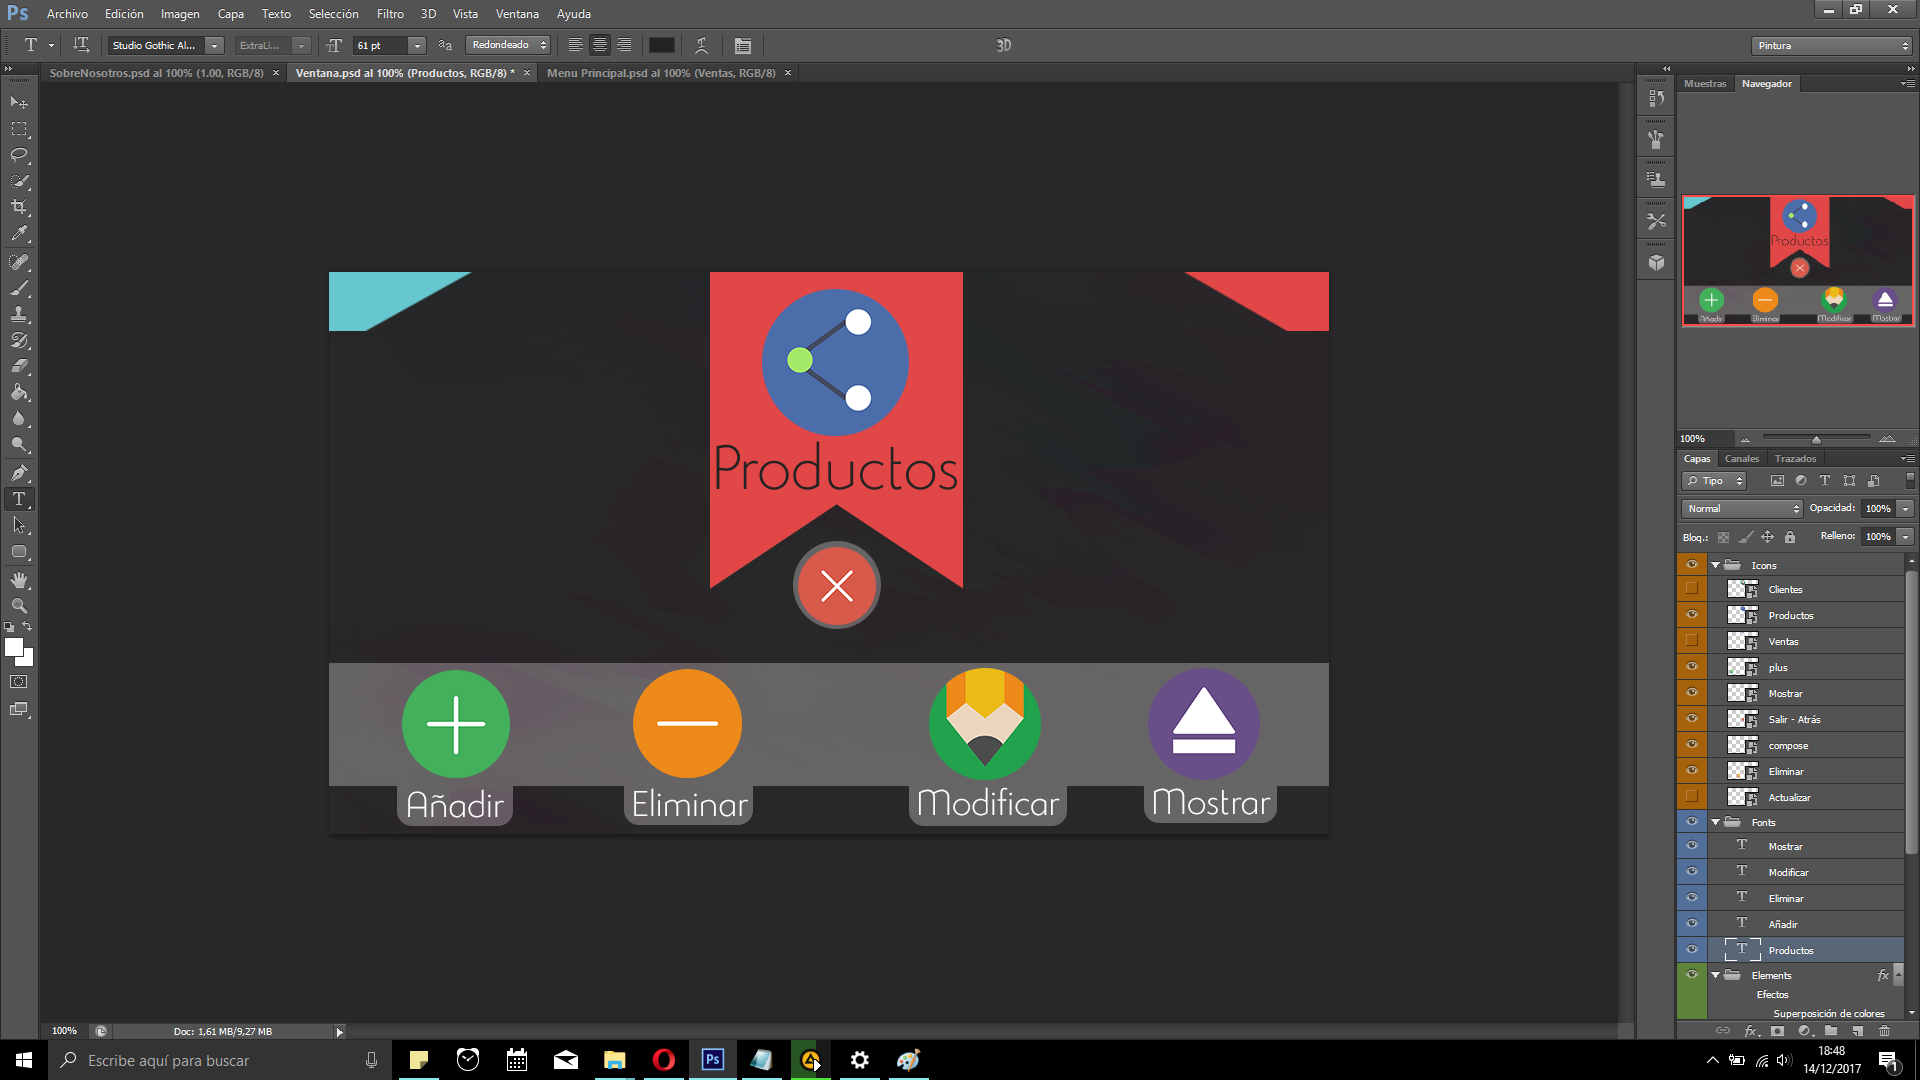 Ps Archivo Edición Imagen Capa Texto Selección Filtro 3D Vista Ventana Ayuda
T Studio Gothic Al... ExtraLi... 61 pt Redondeado 3D Pintura
SobreNosotros.psd al 100% (1.00, RGB/8) × Ventana.psd al 100% (Productos, RGB/8) * × Menu Principal.psd al 100% (Ventas, RGB/8) ×
Muestras Navegador
Productos
Añadir Eliminar Modificar Mostrar
100%
Capas Canales Trazados
Tipo
Normal Opacidad: 100%
Bloq.: Relleno: 100%
Icons
Clientes
Productos
Ventas
plus
Mostrar
Salir - Atrás
compose
Eliminar
Actualizar
Fonts
Mostrar
Modificar
Eliminar
Añadir
Productos
Elements fx
Efectos
Superposición de colores
Productos
Añadir Eliminar Modificar Mostrar
100% Doc: 1,61 MB/9,27 MB
Escribe aquí para buscar
Ps
18:48
14/12/2017
1